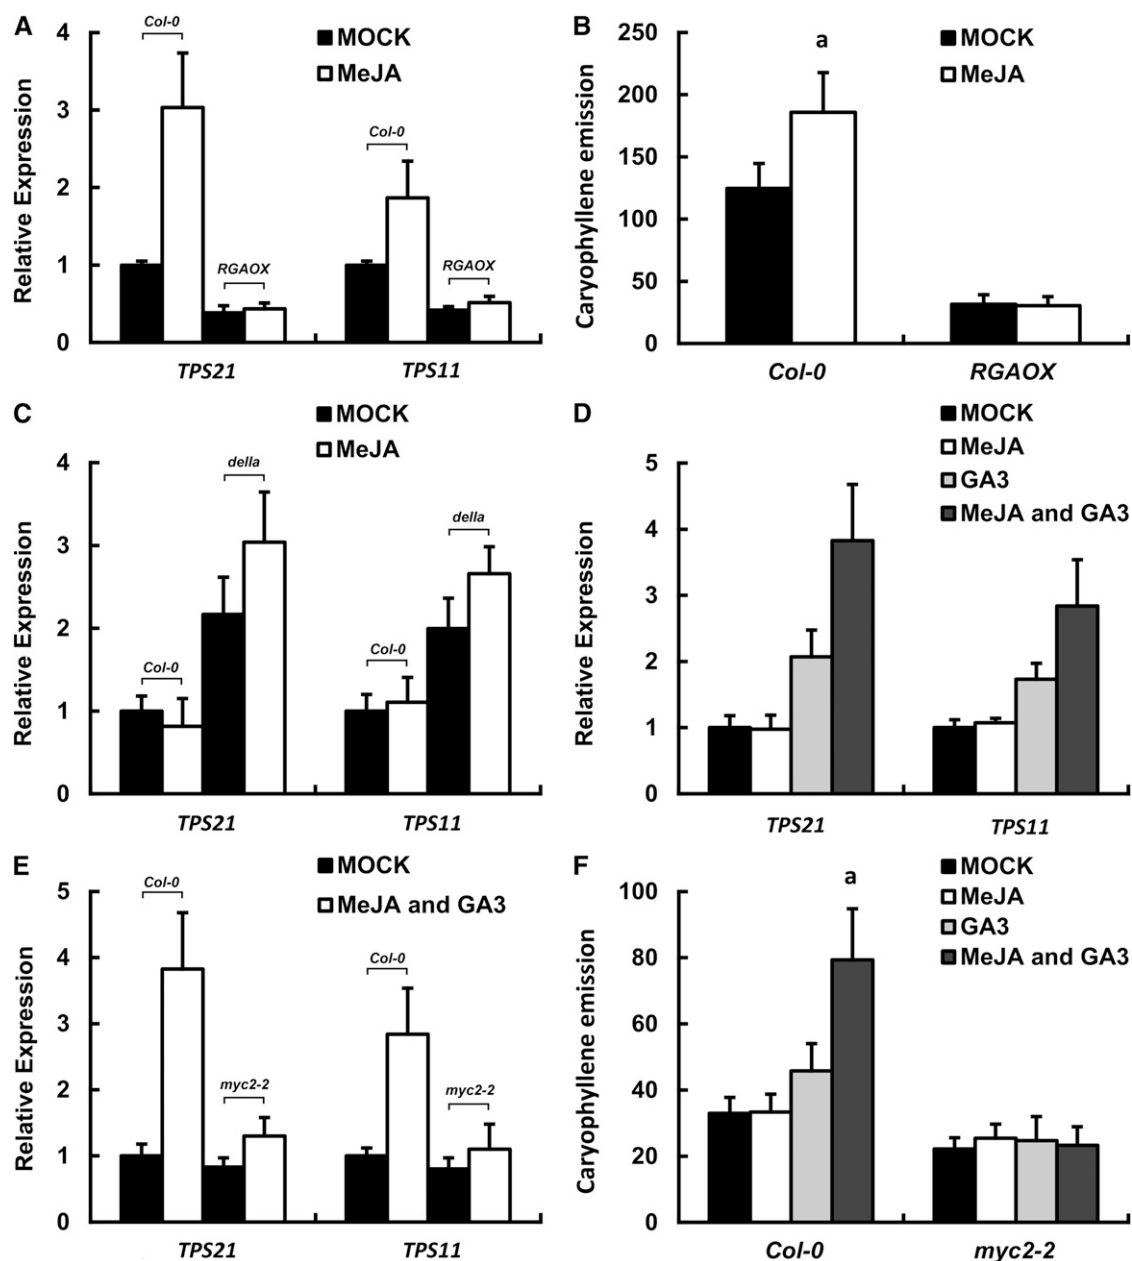 A
Relative Expression
4
3
2
1
0
Col-0
RGAOX
Col-0
RGAOX
MOCK
MeJA
TPS21
TPS11
B
Caryophyllene emission
250
200
150
100
50
0
a
MOCK
MeJA
Col-0
RGAOX
C
Relative Expression
4
3
2
1
0
Col-0
della
Col-0
della
MOCK
MeJA
TPS21
TPS11
D
Relative Expression
5
4
3
2
1
0
MOCK
MeJA
GA3
MeJA and GA3
TPS21
TPS11
E
Relative Expression
5
4
3
2
1
0
Col-0
myc2-2
Col-0
myc2-2
MOCK
MeJA and GA3
TPS21
TPS11
F
Caryophyllene emission
100
80
60
40
20
0
a
MOCK
MeJA
GA3
MeJA and GA3
Col-0
myc2-2